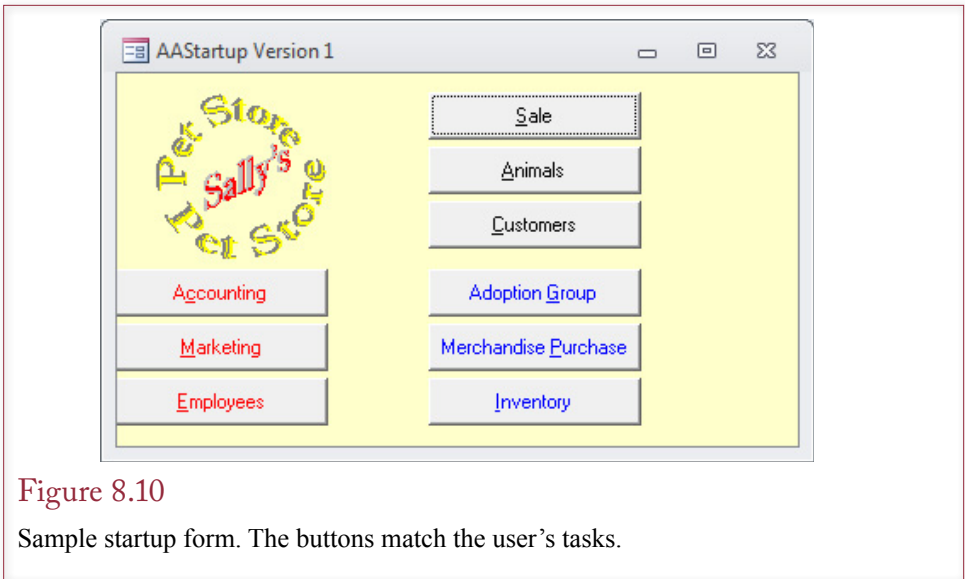 AAStartup Version 1
Pet Store
Sally's
Pet Store
Sale
Animals
Customers
Accounting
Adoption Group
Marketing
Merchandise Purchase
Employees
Inventory
Figure 8.10
Sample startup form. The buttons match the user’s tasks.